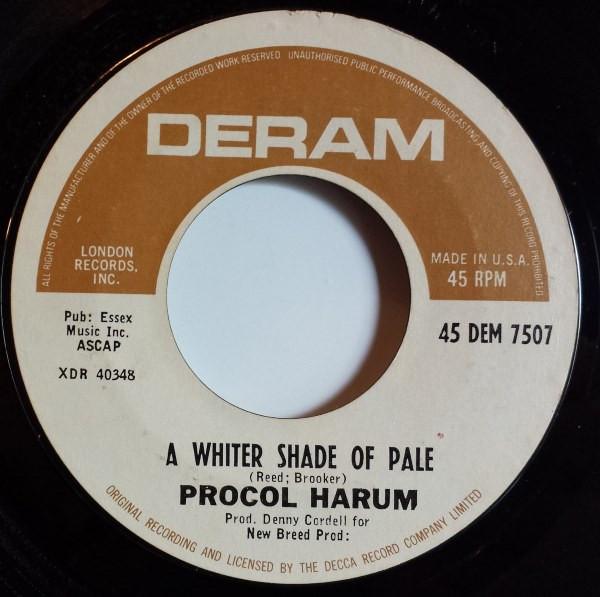 ALL RIGHTS OF THE MANUFACTURER AND OF THE OWNER OF THE RECORDED WORK RESERVED UNAUTHORISED PUBLIC PERFORMANCE BROADCASTING AND COPYING OF THIS RECORD PROHIBITED
DERAM
LONDON
RECORDS,
INC.
MADE IN U.S.A.
45 RPM
Pub: Essex
Music Inc.
ASCAP
XDR 40348
45 DEM 7507
A WHITER SHADE OF PALE
(Reed; Brooker)
PROCOL HARUM
Prod. Denny Cordell for
New Breed Prod:
ORIGINAL RECORDING AND LICENSED BY THE DECCA RECORD COMPANY LIMITED